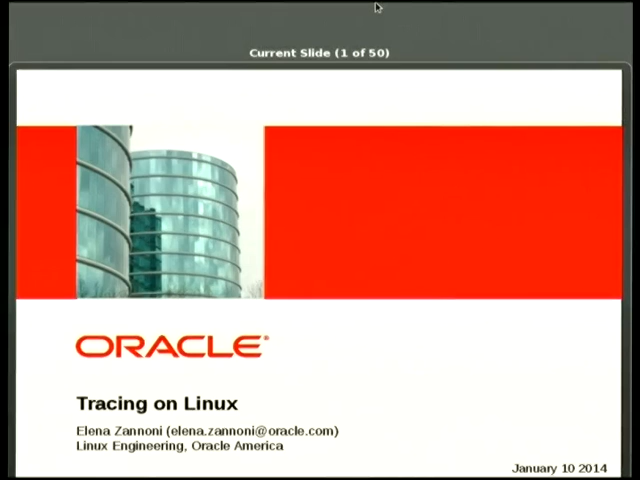 Current Slide (1 of 50)
ORACLE®
Tracing on Linux
Elena Zannoni (elena.zannoni@oracle.com)
Linux Engineering, Oracle America
January 10 2014